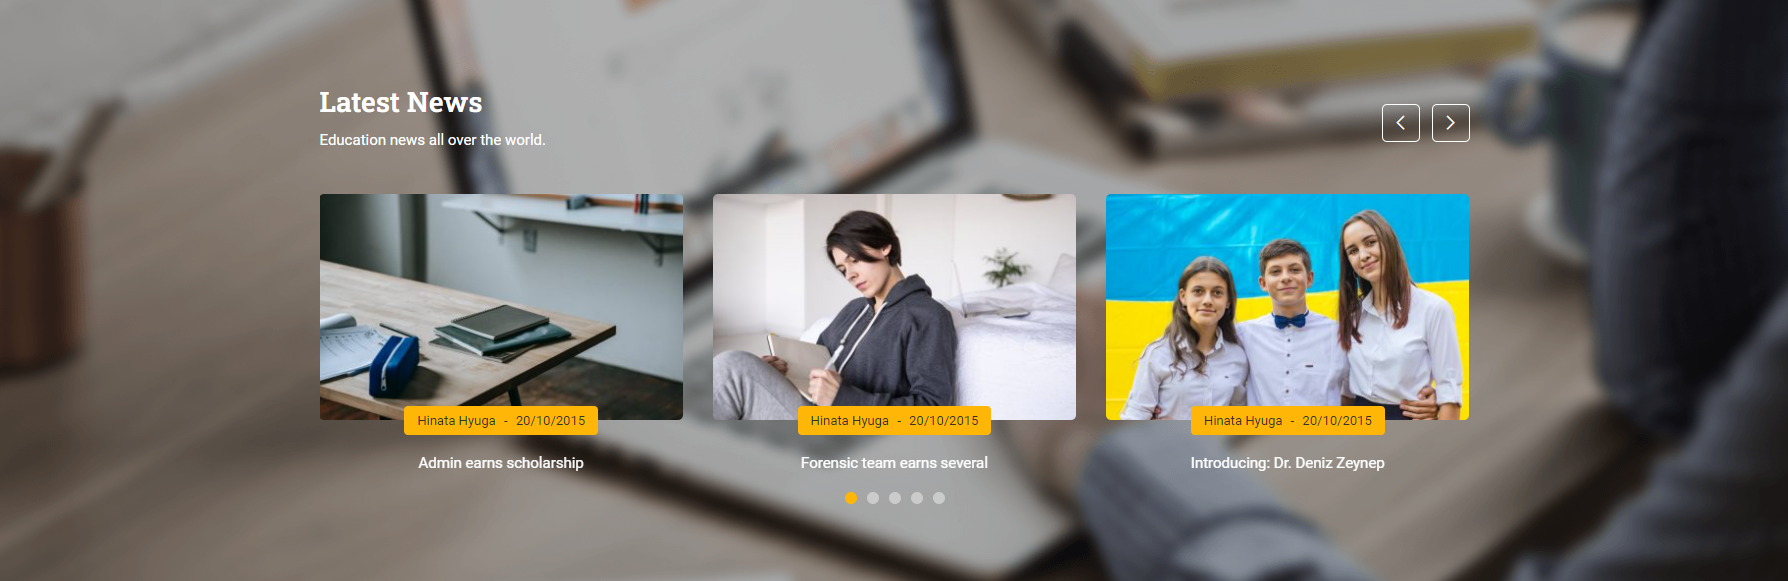 Latest News
Education news all over the world.
Hinata Hyuga - 20/10/2015
Admin earns scholarship
Hinata Hyuga - 20/10/2015
Forensic team earns several
Hinata Hyuga - 20/10/2015
Introducing: Dr. Deniz Zeynep